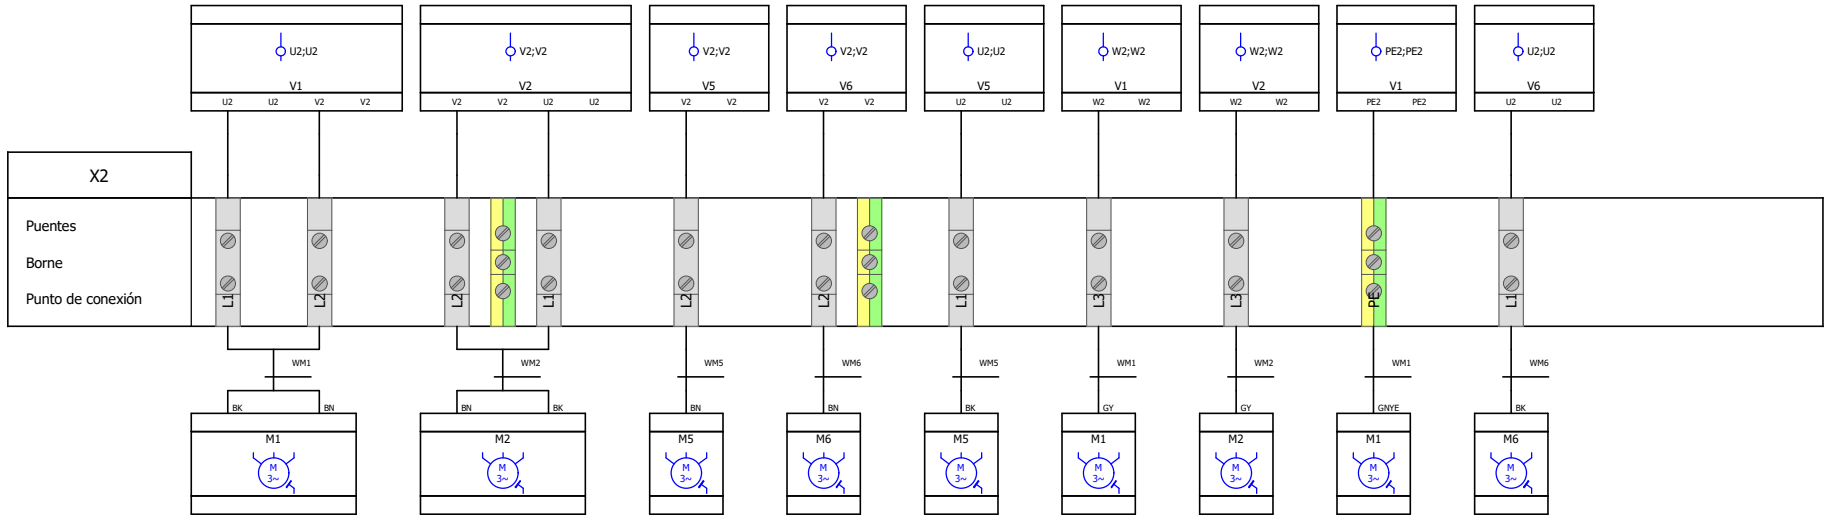 U2;U2 V2;V2 V2;V2 V2;V2 U2;U2 W2;W2 W2;W2 PE2;PE2 U2;U2
V1 V2 V5 V6 V5 V1 V2 V1 V6
U2 U2 V2 V2 V2 V2 U2 U2 V2 V2 V2 V2 U2 U2 W2 W2 W2 W2 PE2 PE2 U2 U2
X2
Puentes
Borne
Punto de conexión
L1 L2 L2 L1 L2 L2 L1 L3 L3 PE L1
WM1 WM2 WM5 WM6 WM5 WM1 WM2 WM1 WM6
BK BN BN BK BN BN BK GY GY GNYE BK
M1 M2 M5 M6 M5 M1 M2 M1 M6
M M M M M M M M M
3~ 3~ 3~ 3~ 3~ 3~ 3~ 3~ 3~